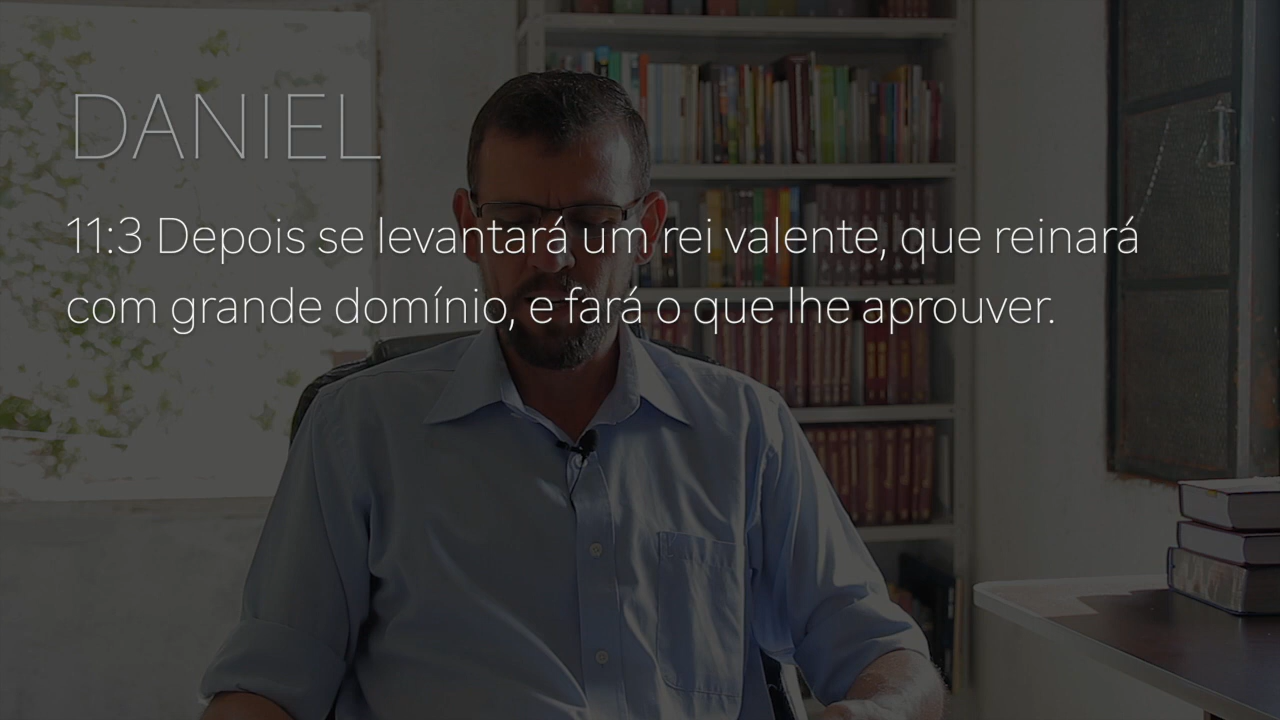 DANIEL
11:3 Depois se levantará um rei valente, que reinará
com grande domínio, e fará o que lhe aprouver.